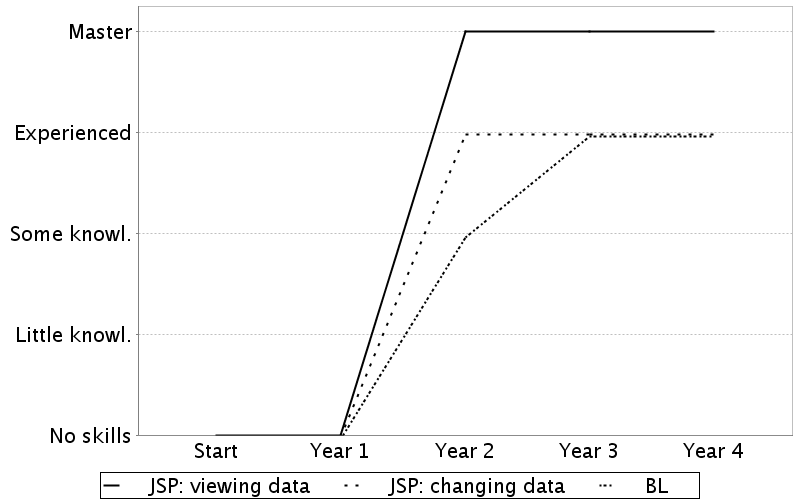 Master
Experienced
Some knowl.
Little knowl.
No skills
Start Year 1 Year 2 Year 3 Year 4
JSP: viewing data JSP: changing data BL